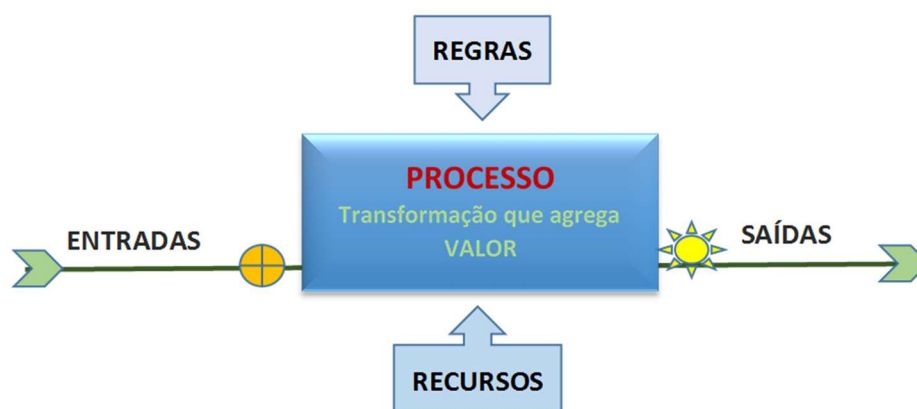 REGRAS
PROCESSO
Transformação que agrega
VALOR
ENTRADAS
SAÍDAS
RECURSOS